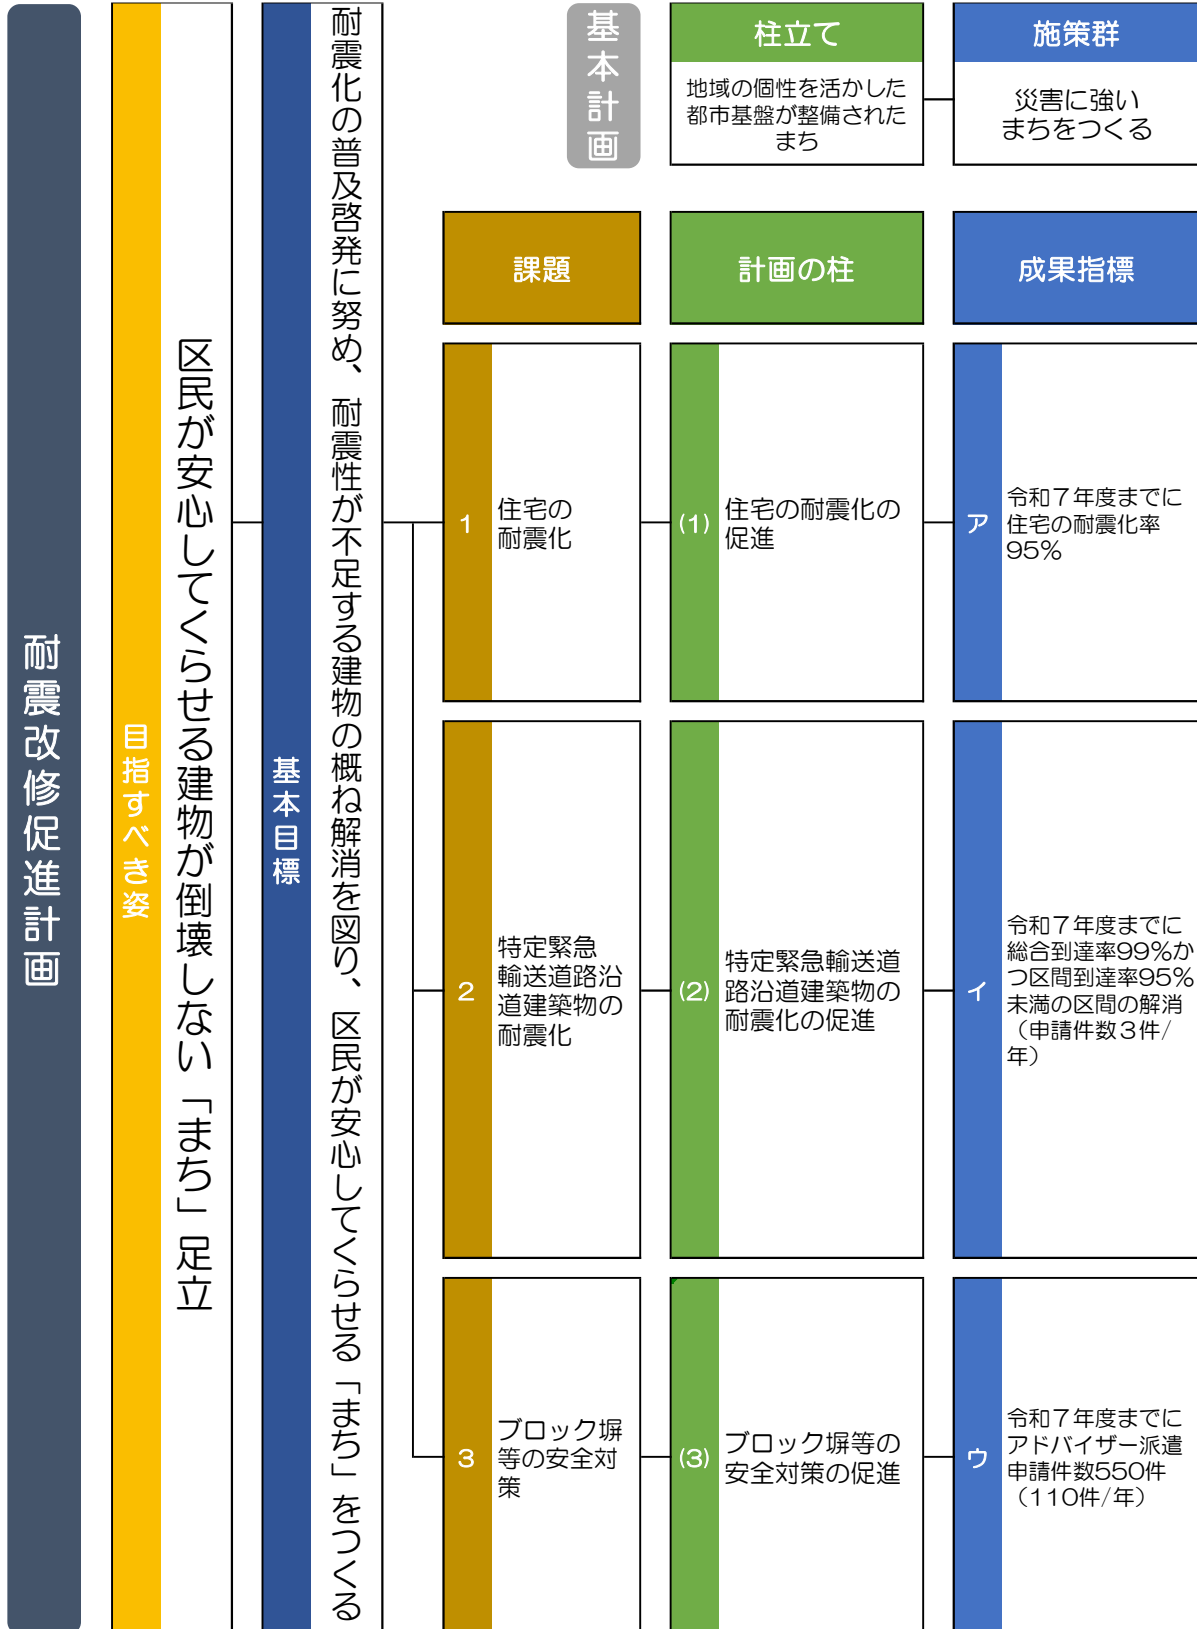 耐震改修促進計画
目指すべき姿
区民が安心してくらせる建物が倒壊しない「まち」足立
基本目標
耐震化の普及啓発に努め、耐震性が不足する建物の概ね解消を図り、区民が安心してくらせる「まち」をつくる
基本計画
柱立て
地域の個性を活かした
都市基盤が整備された
まち
施策群
災害に強い
まちをつくる
課題
計画の柱
成果指標
1
住宅の
耐震化
(1)
住宅の耐震化の
促進
ア
令和７年度までに
住宅の耐震化率
95%
2
特定緊急
輸送道路沿
道建築物の
耐震化
(2)
特定緊急輸送道
路沿道建築物の
耐震化の促進
イ
令和７年度までに
総合到達率99%か
つ区間到達率95%
未満の区間の解消
（申請件数３件/
年）
3
ブロック塀
等の安全対
策
(3)
ブロック塀等の
安全対策の促進
ウ
令和７年度までに
アドバイザー派遣
申請件数550件
（110件/年）